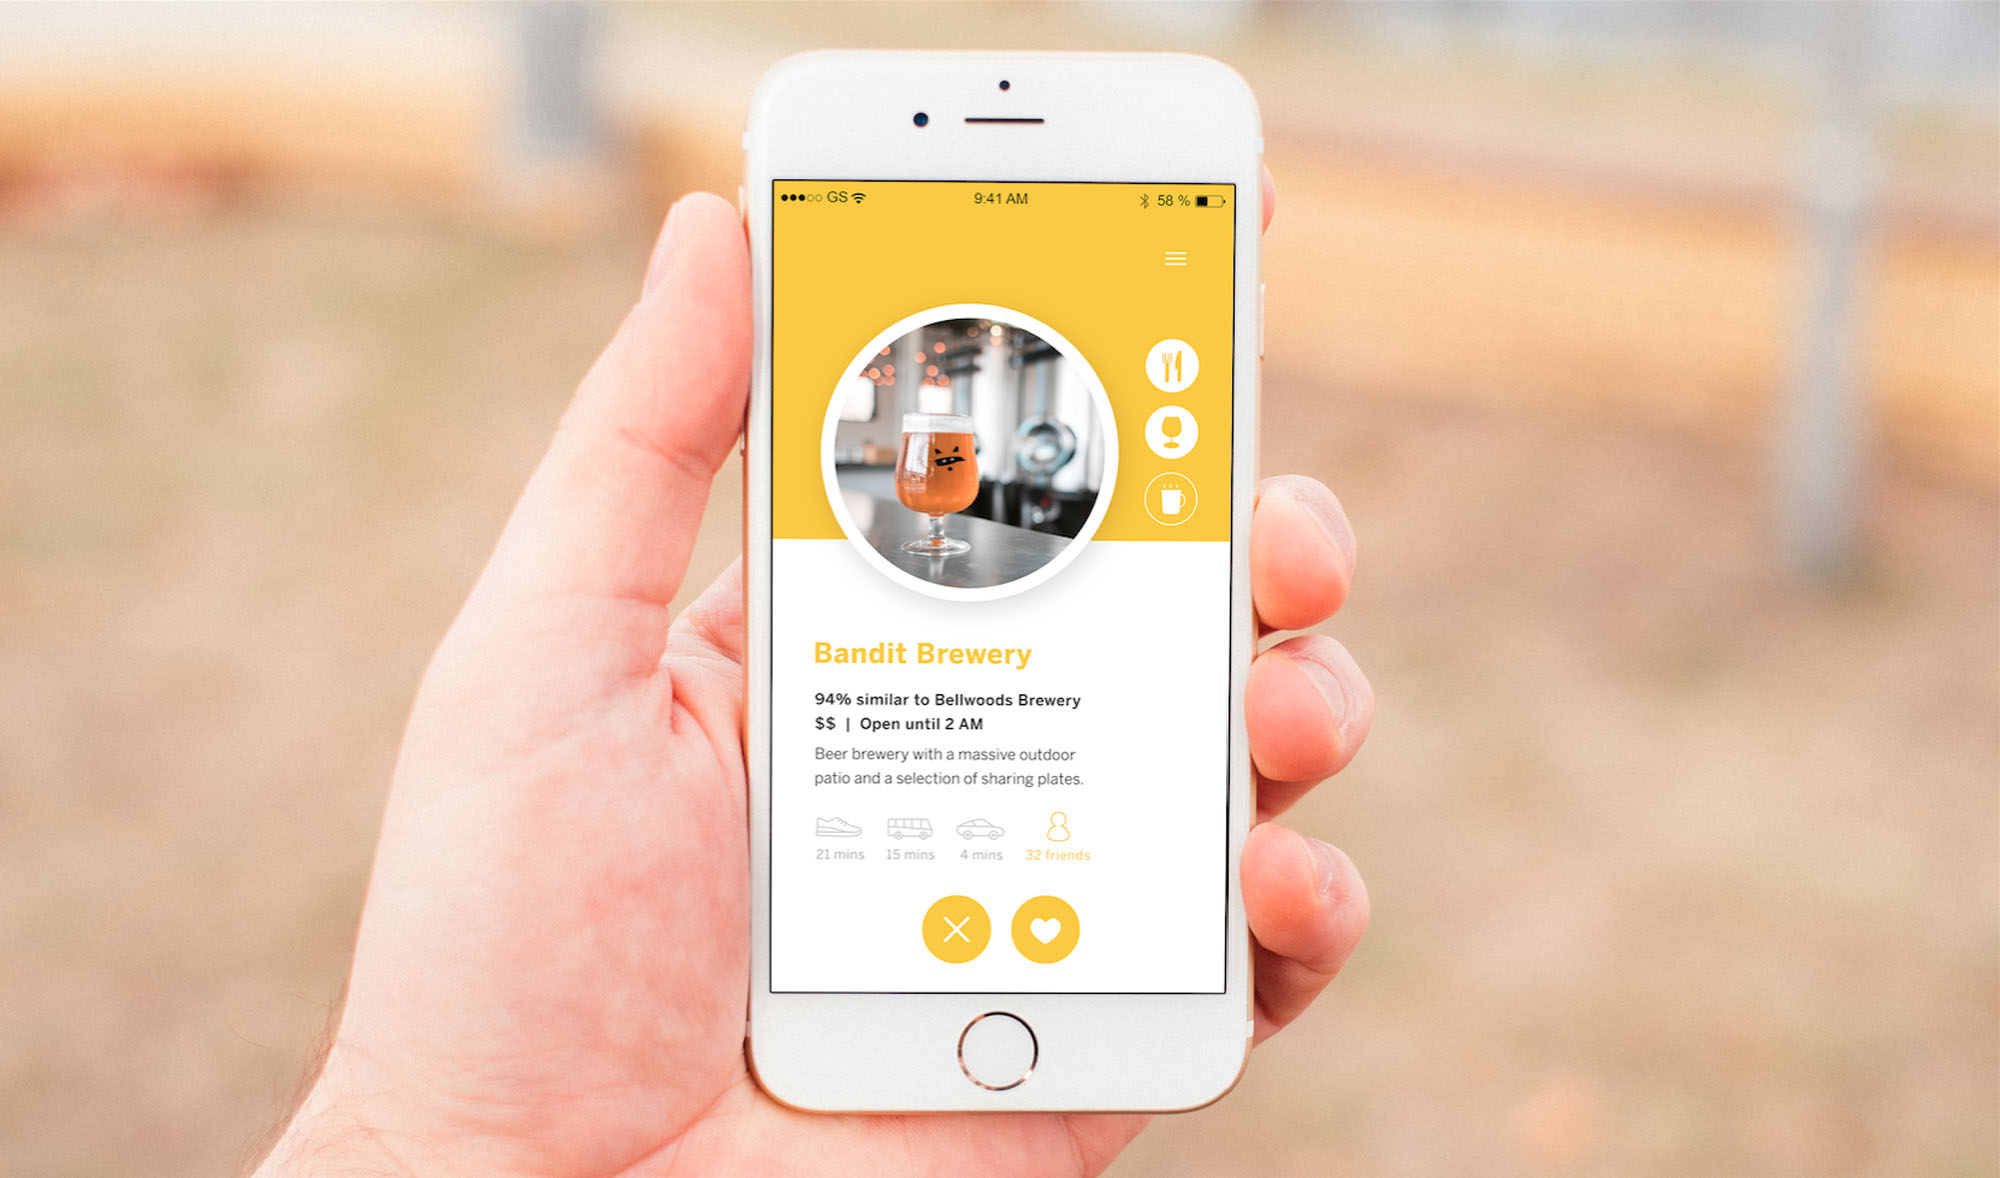 GS 9:41 AM 58 %
Bandit Brewery
94% similar to Bellwoods Brewery
$$ | Open until 2 AM
Beer brewery with a massive outdoor
patio and a selection of sharing plates.
21 mins 15 mins 4 mins 32 friends